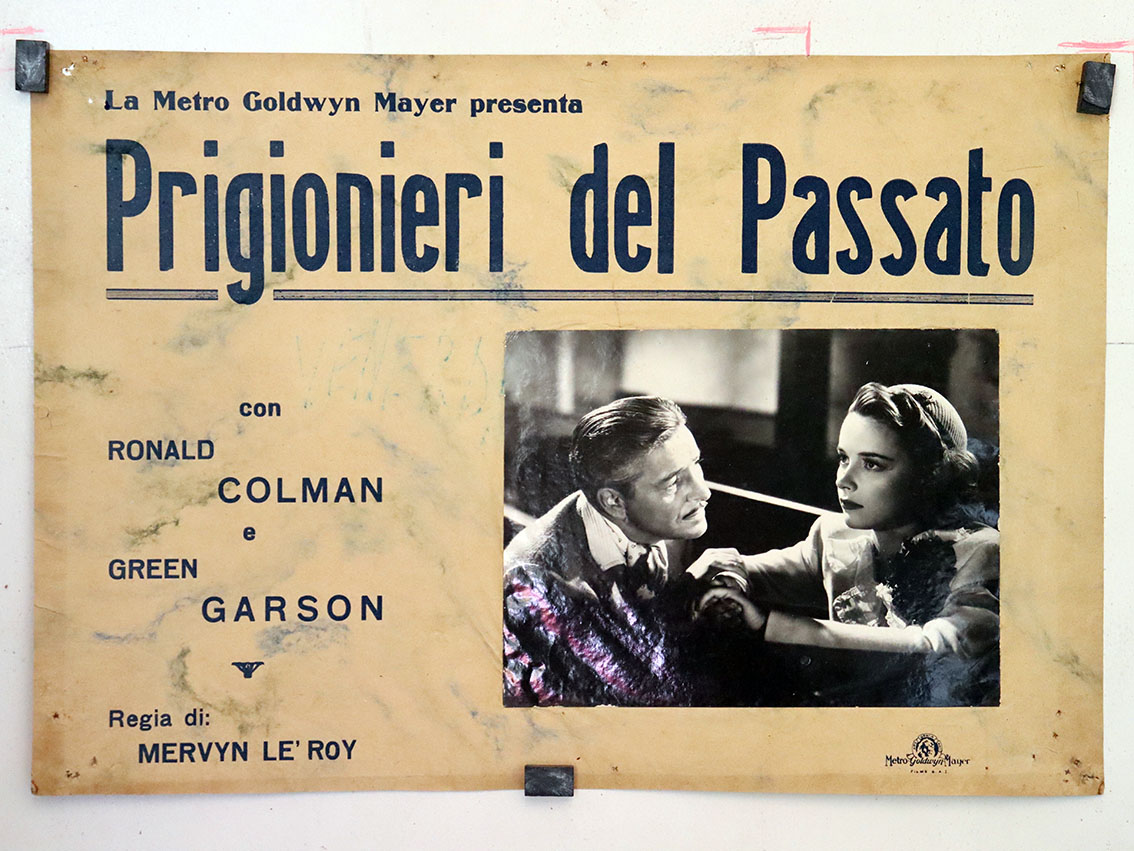 La Metro Goldwyn Mayer presenta
Prigionieri del Passato
con
RONALD
COLMAN
e
GREEN
GARSON
Regia di:
MERVYN LE' ROY
Metro Goldwyn Mayer